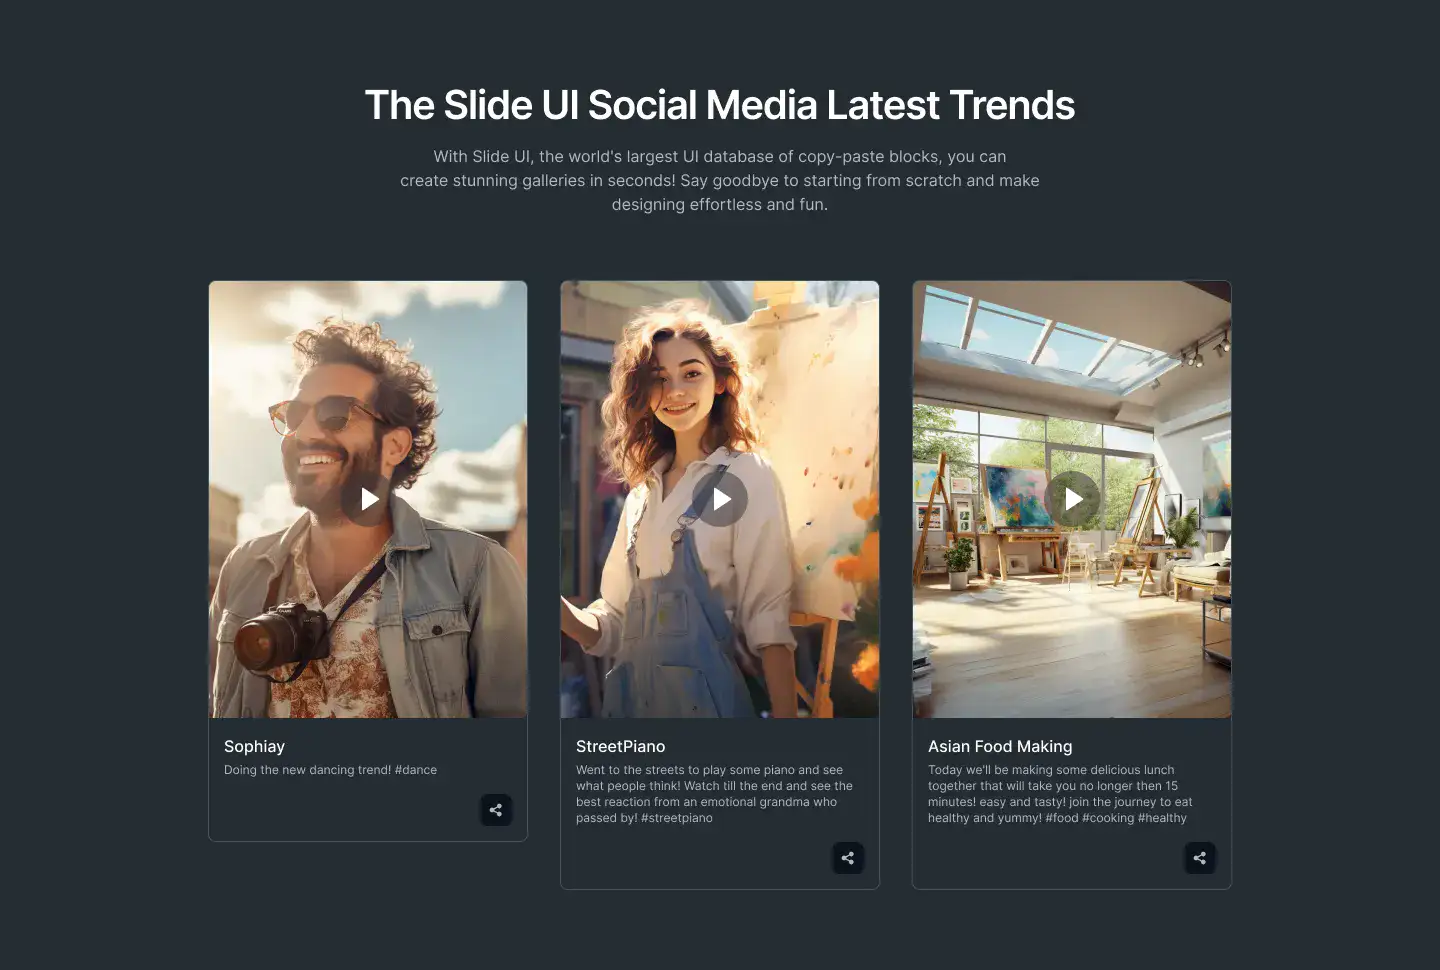 The Slide UI Social Media Latest Trends
With Slide UI, the world's largest UI database of copy-paste blocks, you can
create stunning galleries in seconds! Say goodbye to starting from scratch and make
designing effortless and fun.
Sophiay
Doing the new dancing trend! #dance
StreetPiano
Went to the streets to play some piano and see
what people think! Watch till the end and see the
best reaction from an emotional grandma who
passed by! #streetpiano
Asian Food Making
Today we'll be making some delicious lunch
together that will take you no longer then 15
minutes! easy and tasty! join the journey to eat
healthy and yummy! #food #cooking #healthy